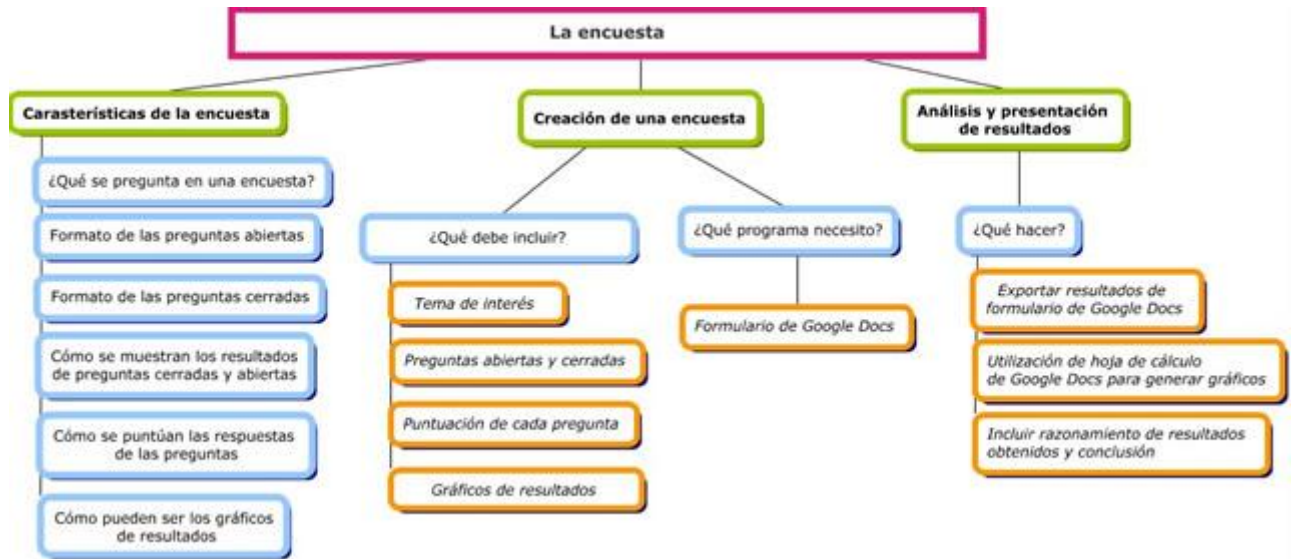 La encuesta
Carasterísticas de la encuesta
¿Qué se pregunta en una encuesta?
Formato de las preguntas abiertas
Formato de las preguntas cerradas
Cómo se muestran los resultados
de preguntas cerradas y abiertas
Cómo se puntúan las respuestas
de las preguntas
Cómo pueden ser los gráficos
de resultados
Creación de una encuesta
¿Qué debe incluir?
Tema de interés
Preguntas abiertas y cerradas
Puntuación de cada pregunta
Gráficos de resultados
¿Qué programa necesito?
Formulario de Google Docs
Análisis y presentación
de resultados
¿Qué hacer?
Exportar resultados de
formulario de Google Docs
Utilización de hoja de cálculo
de Google Docs para generar gráficos
Incluir razonamiento de resultados
obtenidos y conclusión